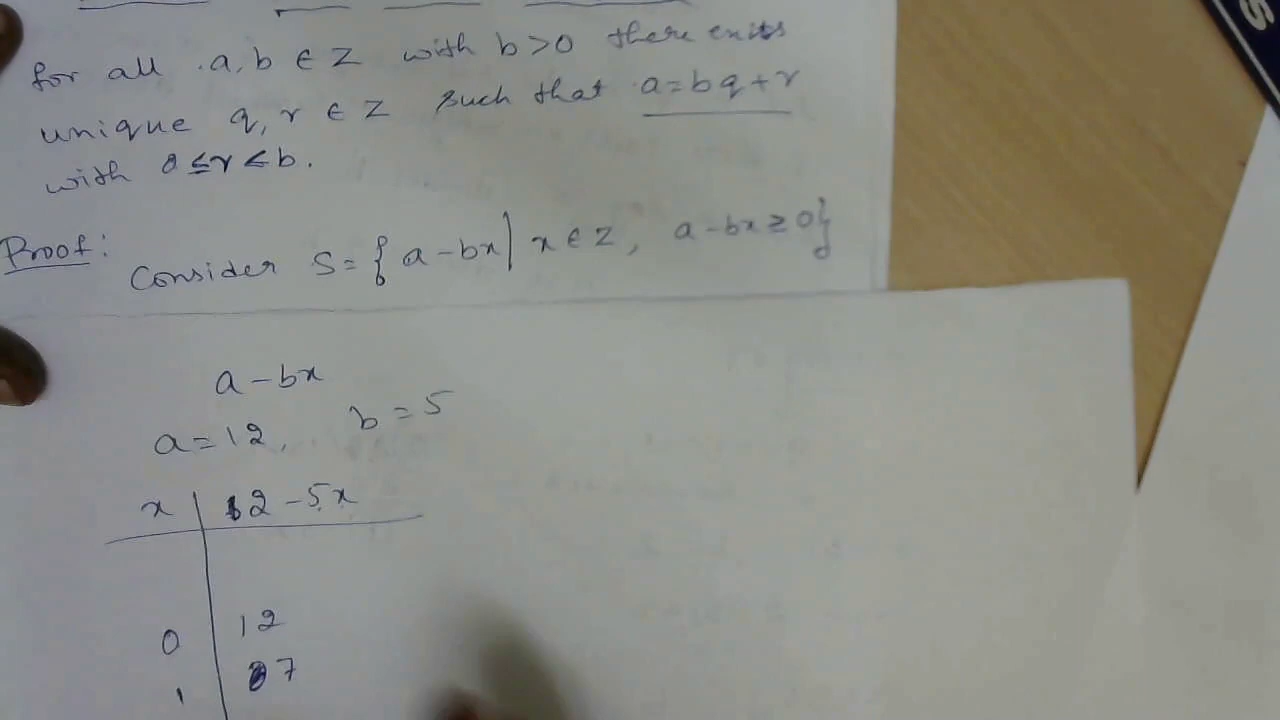 for all a, b ∈ Z with b>0 there exits
unique q, r ∈ Z such that a=bq+r
with 0≤r<b.
Proof: Consider S={a-bx| x∈Z, a-bx≥0}
a-bx
a=12, b=5
x | 12-5x
0 | 12
1 | 7
S